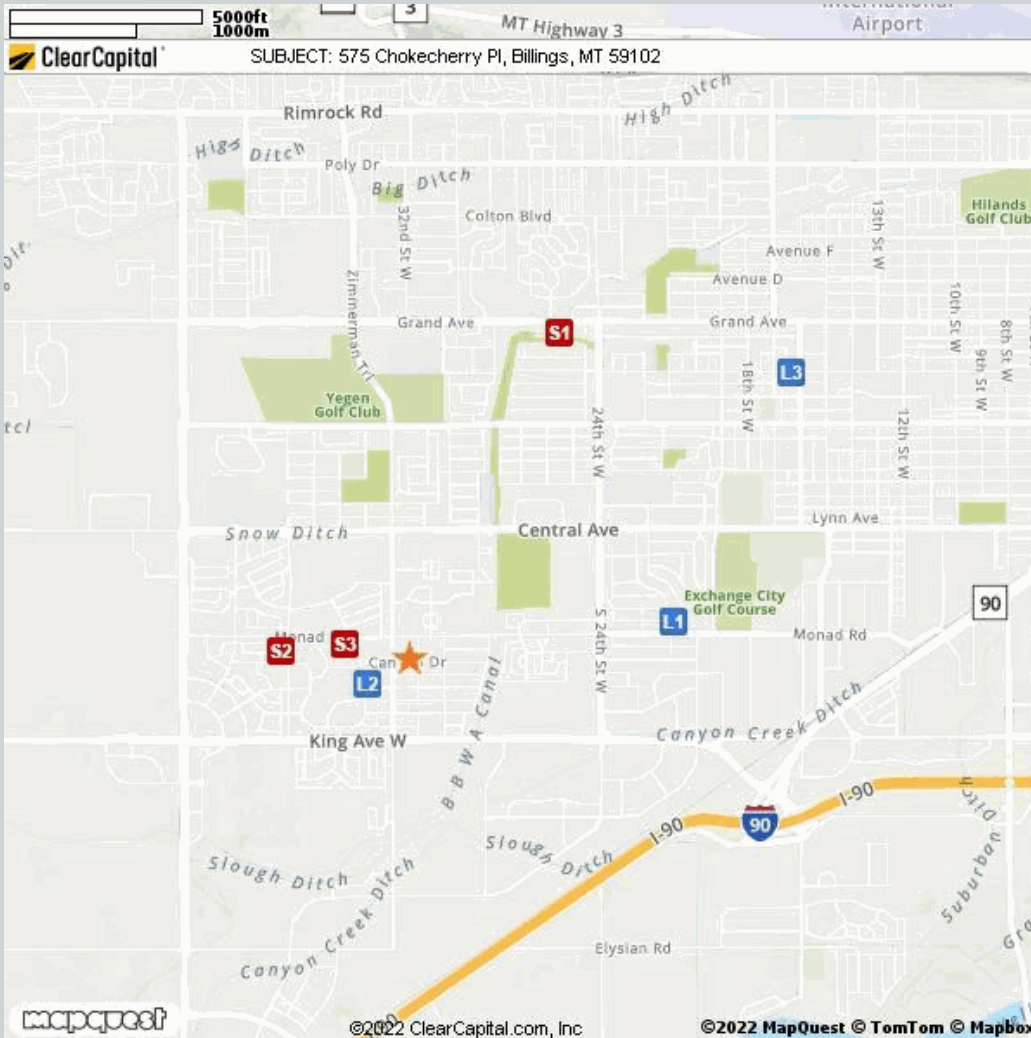 5000ft
1000m
3
MT Highway 3
International
Airport
ClearCapital
SUBJECT: 575 Chokecherry Pl, Billings, MT 59102
Rimrock Rd
High Ditch
Ditch
Poly Dr
Big Ditch
32nd St W
Colton Blvd
13th St W
Hilands
Golf Club
Avenue F
Avenue D
Zimmerman Trl
10th St W
Grand Ave
S1
Grand Ave
8th St W
9th St W
18th St W
L3
Yegen
Golf Club
24th St W
12th St W
Snow Ditch
Central Ave
Lynn Ave
Exchange City
Golf Course
90
L1
S 24th St W
Monad Rd
S2
Monad
S3
Dr
L2
B B W A Canal
Canyon Creek Ditch
King Ave W
I-90
90
I-90
Suburban Ditch
Slough Ditch
Slough Ditch
Canyon Creek Ditch
Elysian Rd
mapquest
©2022 ClearCapital.com, Inc
©2022 MapQuest © TomTom © Mapbox